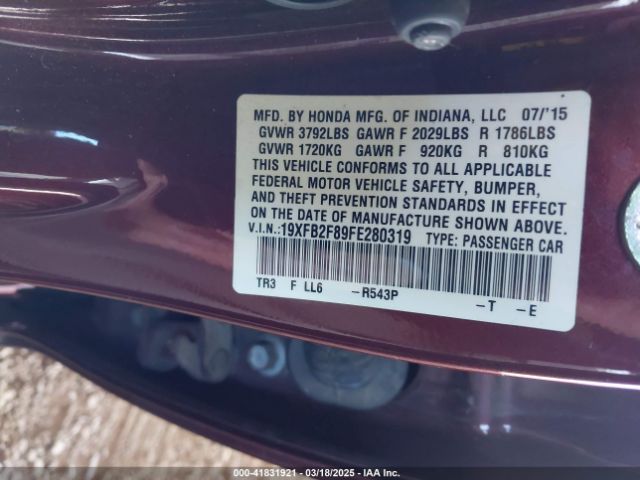 MFD. BY HONDA MFG. OF INDIANA, LLC 07/'15
GVWR 3792LBS GAWR F 2029LBS R 1786LBS
GVWR 1720KG GAWR F 920KG R 810KG
THIS VEHICLE CONFORMS TO ALL APPLICABLE
FEDERAL MOTOR VEHICLE SAFETY, BUMPER,
AND THEFT PREVENTION STANDARDS IN EFFECT
ON THE DATE OF MANUFACTURE SHOWN ABOVE.
V.I.N.:19XFB2F89FE280319 TYPE: PASSENGER CAR
TR3 F LL6 -R543P -T -E
000-41831921 | 03/18/2025 | IAA Inc.